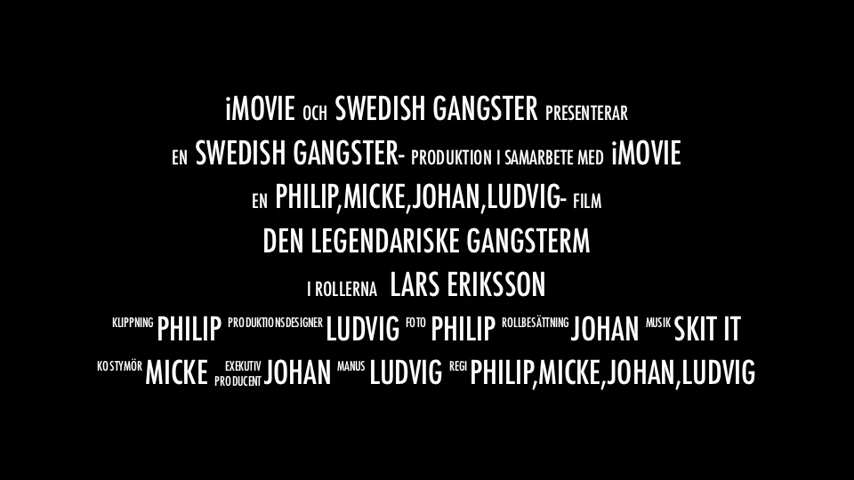 iMOVIE OCH SWEDISH GANGSTER PRESENTERAR
EN SWEDISH GANGSTER- PRODUKTION I SAMARBETE MED iMOVIE
EN PHILIP,MICKE,JOHAN,LUDVIG- FILM
DEN LEGENDARISKE GANGSTERM
I ROLLERNA LARS ERIKSSON
KLIPPNING PHILIP PRODUKTIONSDESIGNER LUDVIG FOTO PHILIP ROLLBESÄTTNING JOHAN MUSIK SKIT IT
KOSTYMÖR MICKE EXEKUTIV PRODUCENT JOHAN MANUS LUDVIG REGI PHILIP,MICKE,JOHAN,LUDVIG